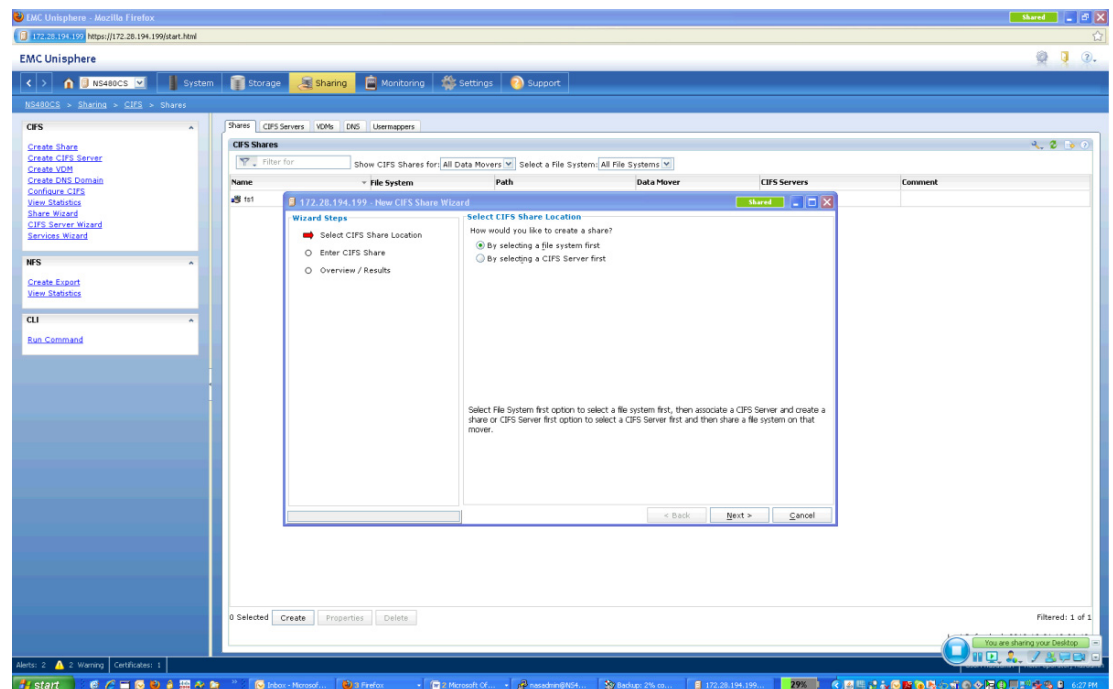 EMC Unisphere - Mozilla Firefox
Shared
172.28.194.199 https://172.28.194.199/start.html
EMC Unisphere
NS480CS
System
Storage
Sharing
Monitoring
Settings
Support
NS480CS > Sharing > CIFS > Shares
CIFS
Create Share
Create CIFS Server
Create VDM
Create DNS Domain
Configure CIFS
View Statistics
Share Wizard
CIFS Server Wizard
Services Wizard
NFS
Create Export
View Statistics
CLI
Run Command
Shares CIFS Servers VDMs DNS Usermappers
CIFS Shares
Filter for Show CIFS Shares for: All Data Movers Select a File System: All File Systems
Name File System Path Data Mover CIFS Servers Comment
172.28.194.199 - New CIFS Share Wizard
Shared
Wizard Steps
Select CIFS Share Location
Enter CIFS Share
Overview / Results
Select CIFS Share Location
How would you like to create a share?
By selecting a file system first
By selecting a CIFS Server first
Select File System first option to select a file system first, then associate a CIFS Server and create a
share or CIFS Server first option to select a CIFS Server first and then share a file system on that
mover.
< Back Next > Cancel
0 Selected Create Properties Delete
Filtered: 1 of 1
You are sharing your Desktop
Alerts: 2 2 Warning Certificates: 1
start
Inbox - Microsof...
3 Firefox
2 Microsoft Of...
nasadmin@NS4...
Backup: 2% co...
172.28.194.199...
29%
6:27 PM